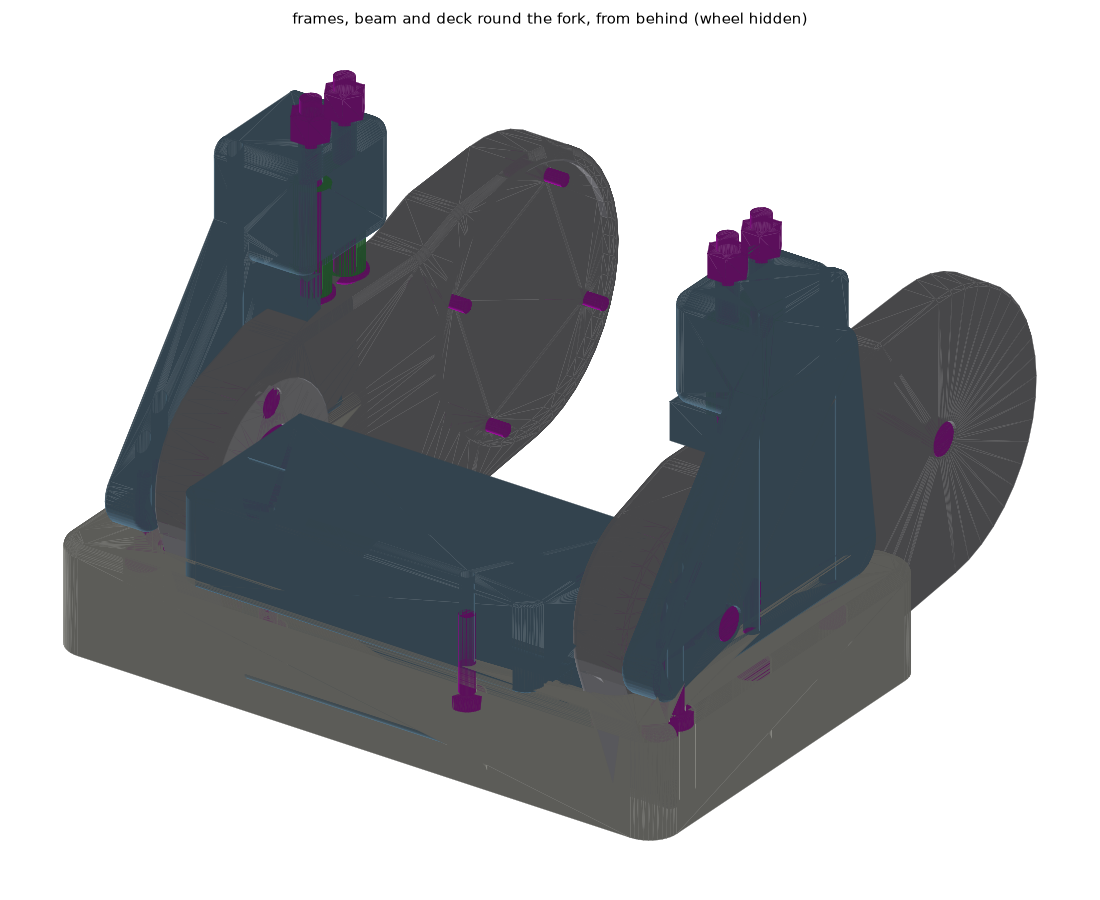 frames, beam and deck round the fork, from behind (wheel hidden)